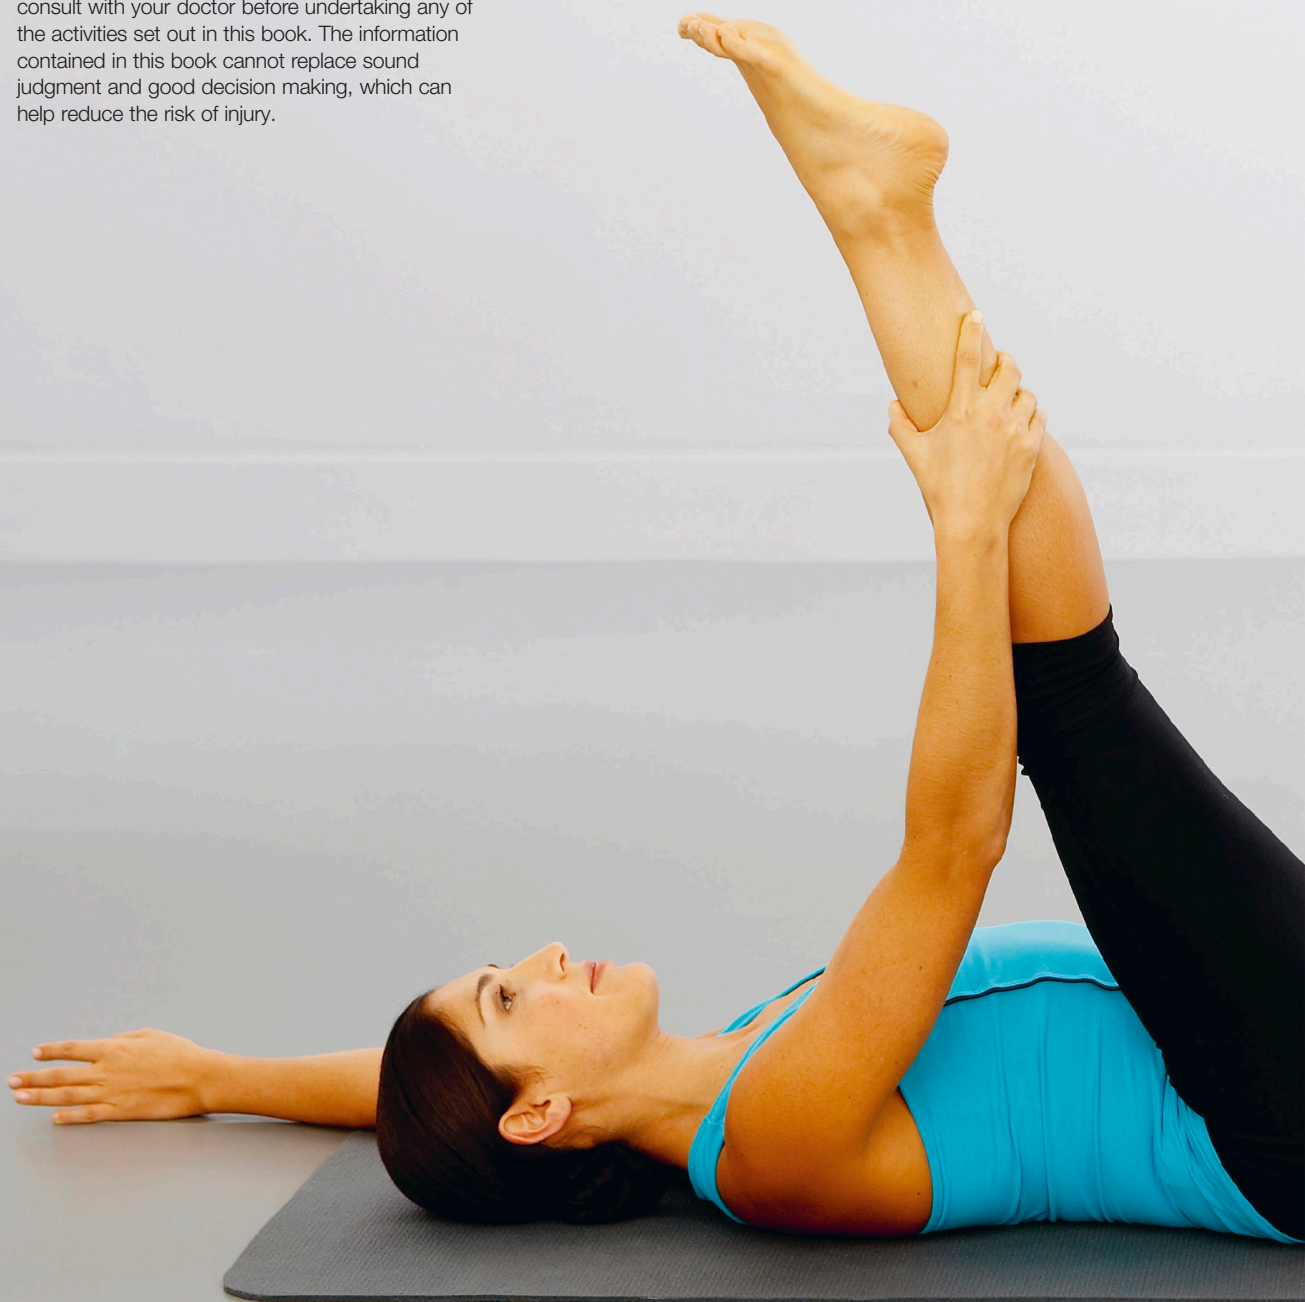 consult with your doctor before undertaking any of
the activities set out in this book. The information
contained in this book cannot replace sound
judgment and good decision making, which can
help reduce the risk of injury.